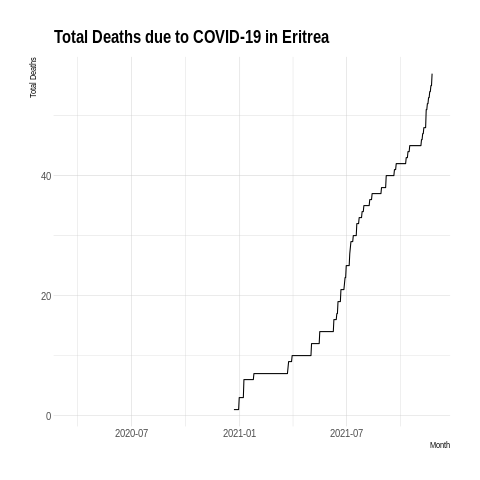 Total Deaths due to COVID-19 in Eritrea
Total Deaths
40
20
0
2020-07
2021-01
2021-07
Month